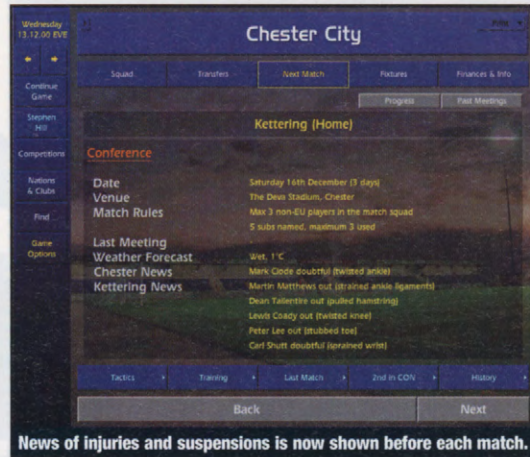 Wednesday
13.12.00 EVE
Chester City
Print
Squad
Transfers
Next Match
Fixtures
Finances & Info
Continue
Game
Progress
Past Meetings
Stephen
Hill
Kettering (Home)
Competitions
Conference
Nations
& Clubs
Date
Saturday 16th December (3 days)
Venue
The Deva Stadium, Chester
Find
Match Rules
Max 3 non-EU players in the match squad
5 subs named, maximum 3 used
Game
Options
Last Meeting
-
Weather Forecast
Wet, 1°C
Chester News
Mark Coode doubtful (twisted ankle)
Kettering News
Martin Matthews out (strained ankle ligaments)
Dean Tallentire out (pulled hamstring)
Lewis Coady out (twisted knee)
Peter Lee out (stubbed toe)
Carl Shutt doubtful (sprained wrist)
Tactics
Training
Last Match
2nd in CON
History
Back
Next
News of injuries and suspensions is now shown before each match.